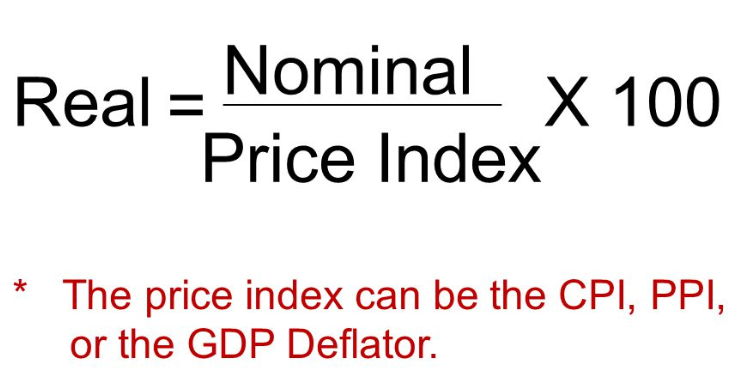 Real = Nominal / Price Index X 100
* The price index can be the CPI, PPI,
or the GDP Deflator.